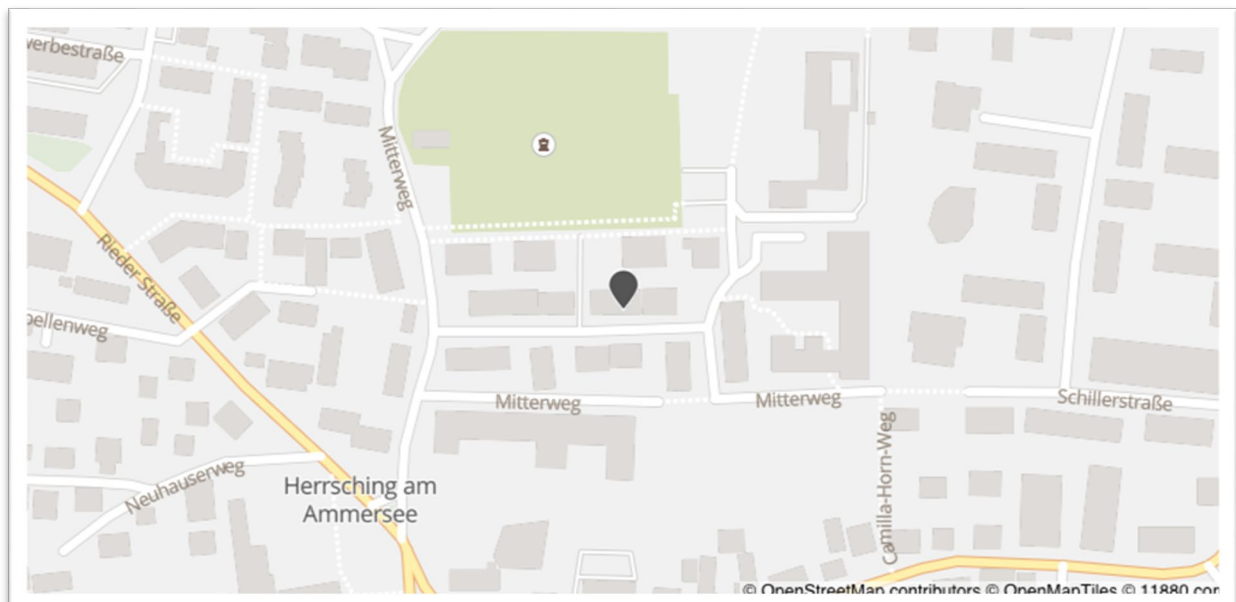 werbestraße
Mitterweg
Rieder Straße
pellenweg
Mitterweg
Mitterweg
Schillerstraße
Camilla-Horn-Weg
Neuhauserweg
Herrsching am
Ammersee
© OpenStreetMap contributors © OpenMapTiles © 11880.com